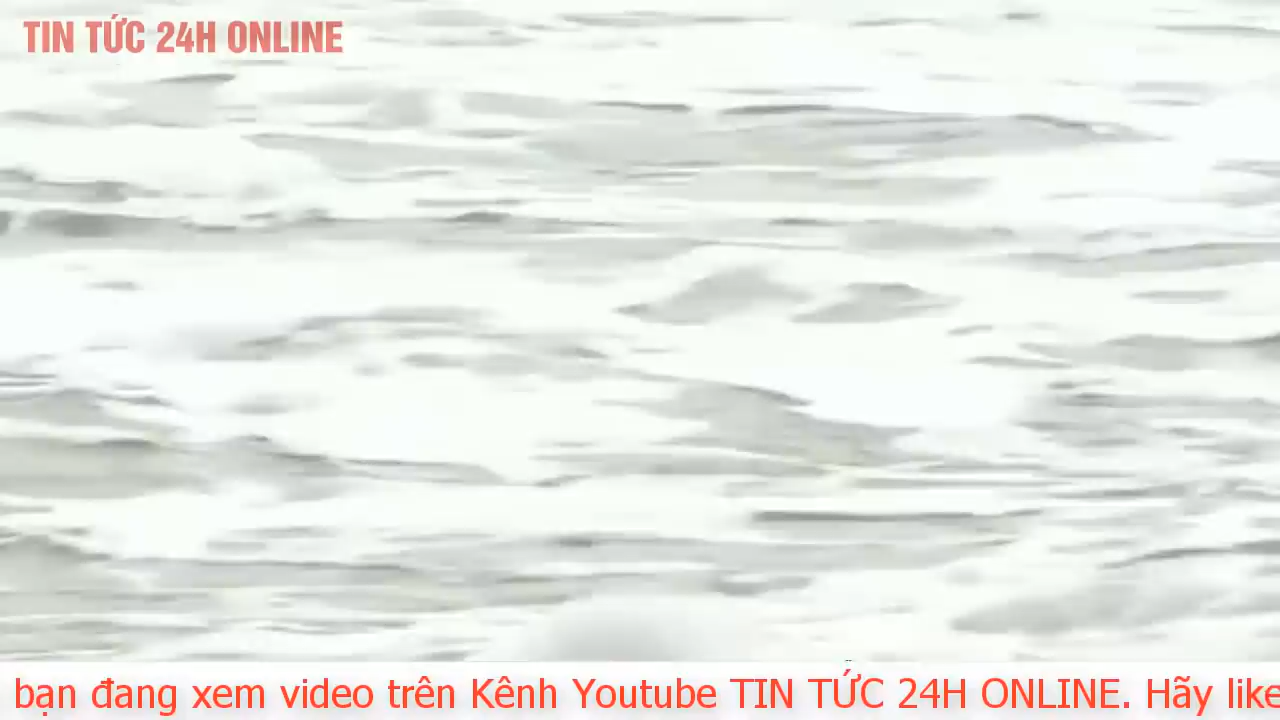 TIN TỨC 24H ONLINE
bạn đang xem video trên Kênh Youtube TIN TỨC 24H ONLINE. Hãy like